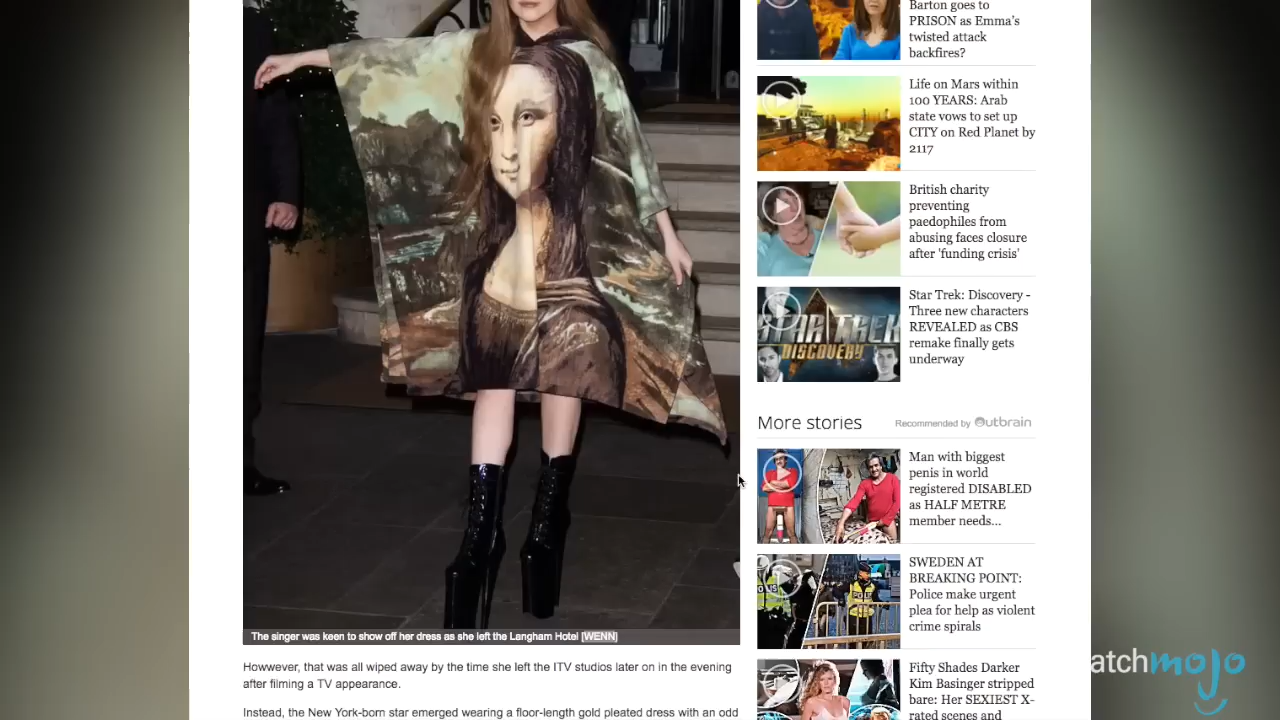 Barton goes to
PRISON as Emma's
twisted attack
backfires?
Life on Mars within
100 YEARS: Arab
state vows to set up
CITY on Red Planet by
2117
British charity
preventing
paedophiles from
abusing faces closure
after 'funding crisis'
STAR TREK
DISCOVERY
Star Trek: Discovery -
Three new characters
REVEALED as CBS
remake finally gets
underway
More stories
Recommended by Outbrain
Man with biggest
penis in world
registered DISABLED
as HALF METRE
member needs...
SWEDEN AT
BREAKING POINT:
Police make urgent
plea for help as violent
crime spirals
Fifty Shades Darker
Kim Basinger stripped
bare: Her SEXIEST X-
rated scenes and
The singer was keen to show off her dress as she left the Langham Hotel [WENN]
Howwever, that was all wiped away by the time she left the ITV studios later on in the evening
after filming a TV appearance.
Instead, the New York-born star emerged wearing a floor-length gold pleated dress with an odd
atchmojo